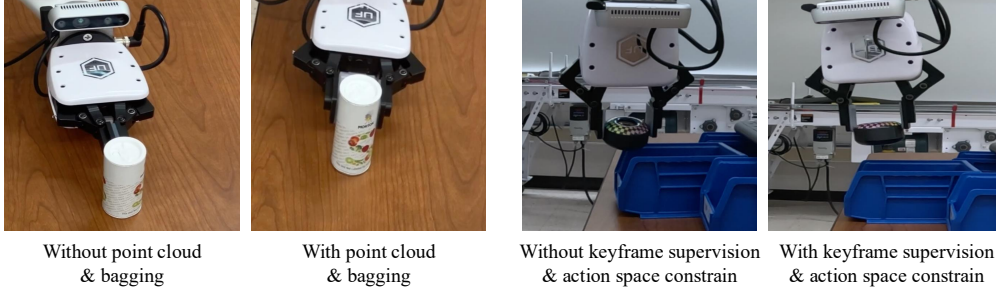 UF
Without point cloud
& bagging
With point cloud
& bagging
Without keyframe supervision
& action space constrain
With keyframe supervision
& action space constrain